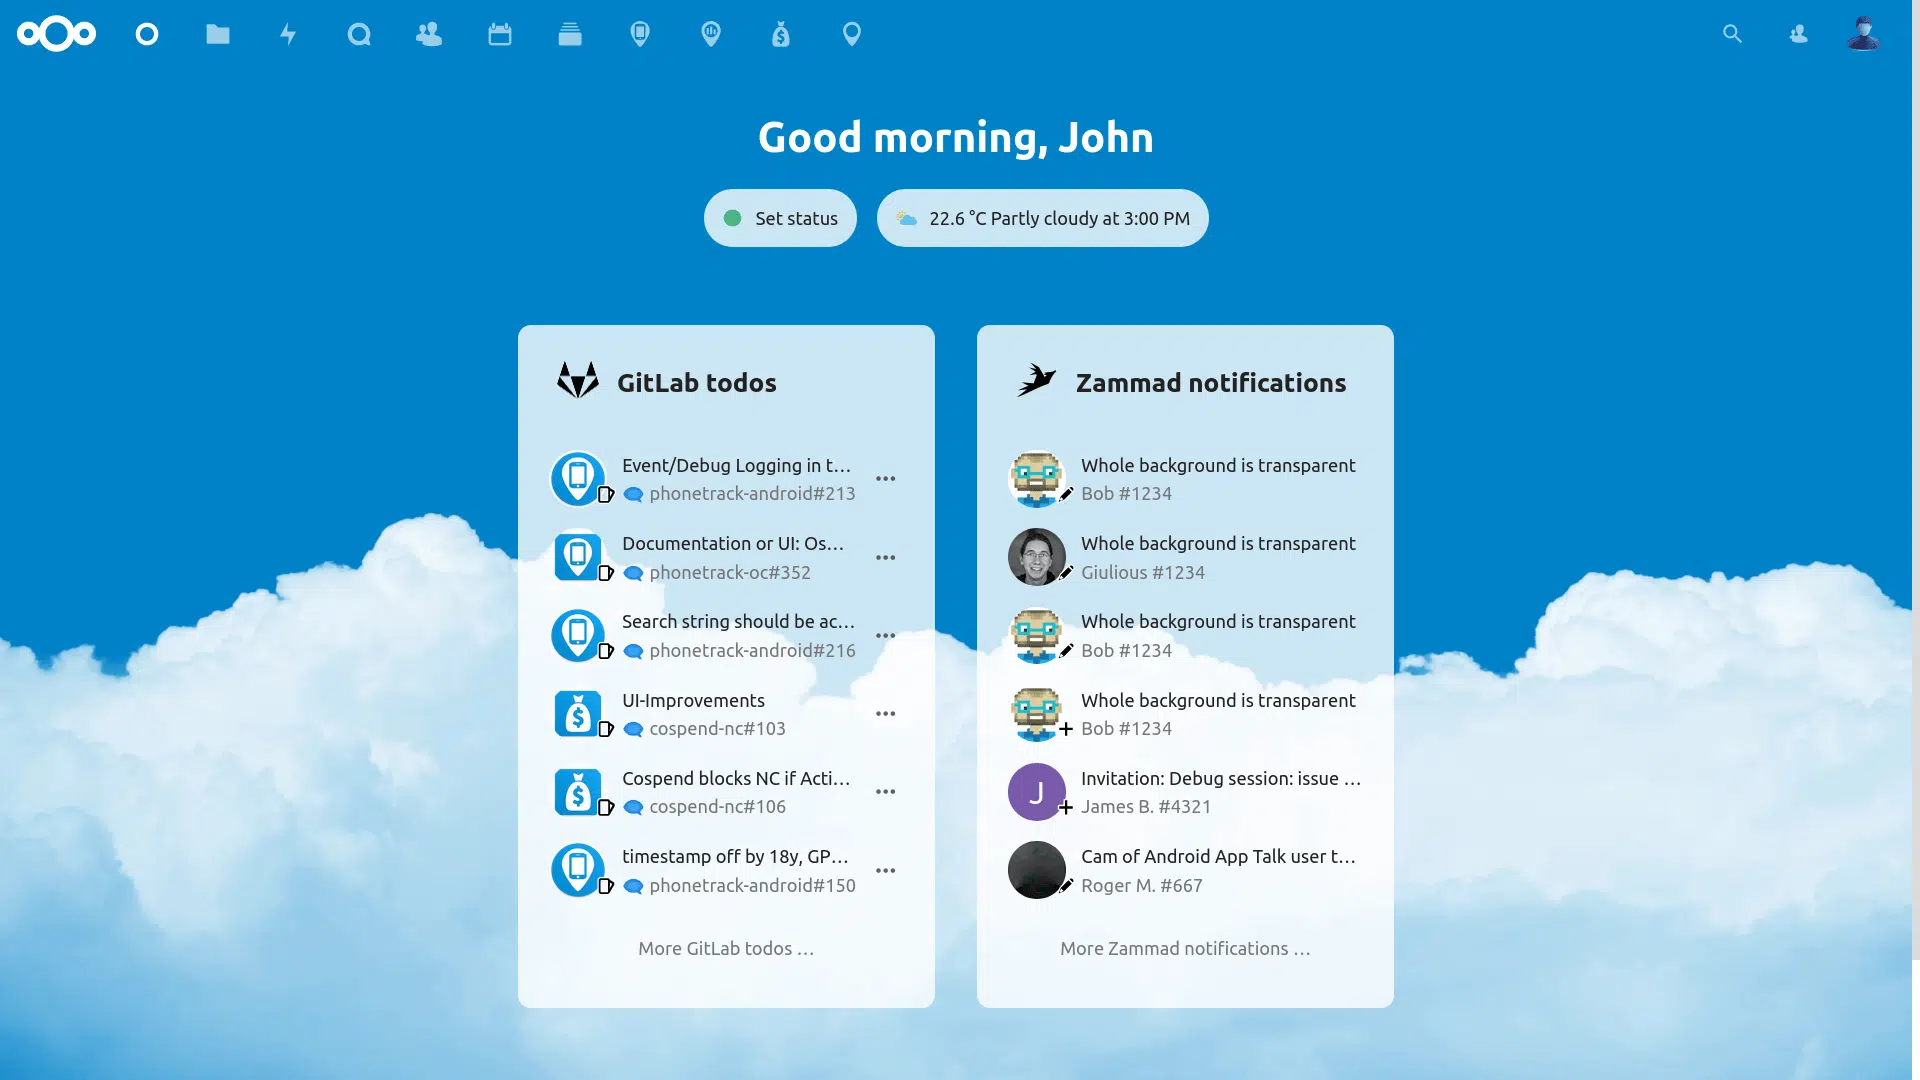 Good morning, John
Set status
22.6 °C Partly cloudy at 3:00 PM
GitLab todos
Event/Debug Logging in t…
phonetrack-android#213
Documentation or UI: Os…
phonetrack-oc#352
Search string should be ac…
phonetrack-android#216
UI-Improvements
cospend-nc#103
Cospend blocks NC if Acti…
cospend-nc#106
timestamp off by 18y, GP…
phonetrack-android#150
More GitLab todos …
Zammad notifications
Whole background is transparent
Bob #1234
Whole background is transparent
Giulious #1234
Whole background is transparent
Bob #1234
Whole background is transparent
Bob #1234
J
Invitation: Debug session: issue …
James B. #4321
Cam of Android App Talk user t…
Roger M. #667
More Zammad notifications …